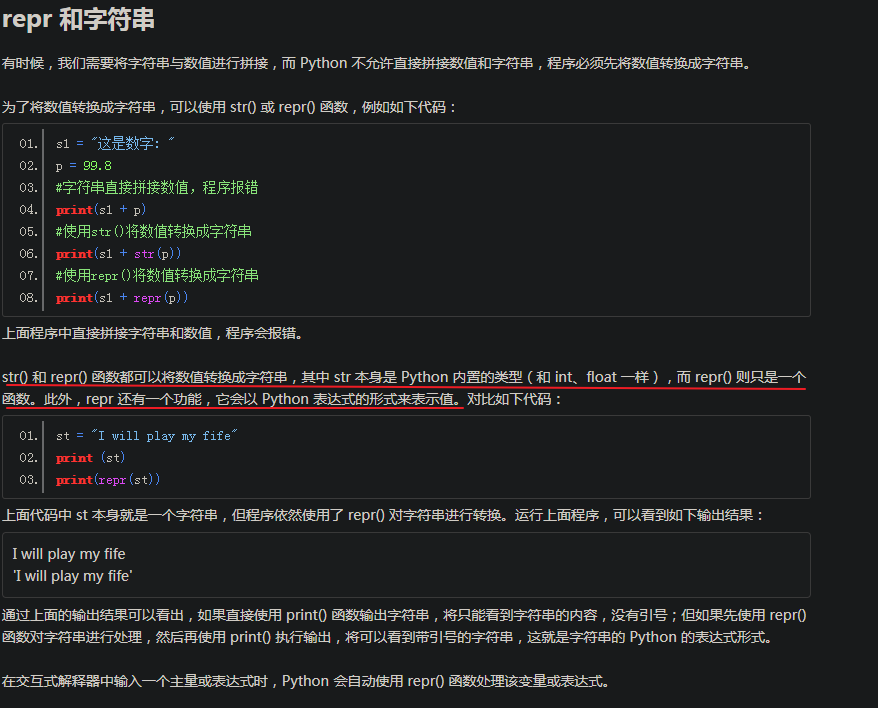 repr 和字符串
有时候，我们需要将字符串与数值进行拼接，而 Python 不允许直接拼接数值和字符串，程序必须先将数值转换成字符串。
为了将数值转换成字符串，可以使用 str() 或 repr() 函数，例如如下代码：
01. s1 = "这是数字: "
02. p = 99.8
03. #字符串直接拼接数值，程序报错
04. print(s1 + p)
05. #使用str()将数值转换成字符串
06. print(s1 + str(p))
07. #使用repr()将数值转换成字符串
08. print(s1 + repr(p))
上面程序中直接拼接字符串和数值，程序会报错。
str() 和 repr() 函数都可以将数值转换成字符串，其中 str 本身是 Python 内置的类型（和 int、float 一样），而 repr() 则只是一个
函数。此外，repr 还有一个功能，它会以 Python 表达式的形式来表示值。对比如下代码：
01. st = "I will play my fife"
02. print (st)
03. print(repr(st))
上面代码中 st 本身就是一个字符串，但程序依然使用了 repr() 对字符串进行转换。运行上面程序，可以看到如下输出结果：
I will play my fife
'I will play my fife'
通过上面的输出结果可以看出，如果直接使用 print() 函数输出字符串，将只能看到字符串的内容，没有引号；但如果先使用 repr()
函数对字符串进行处理，然后再使用 print() 执行输出，将可以看到带引号的字符串，这就是字符串的 Python 的表达式形式。
在交互式解释器中输入一个主量或表达式时，Python 会自动使用 repr() 函数处理该变量或表达式。